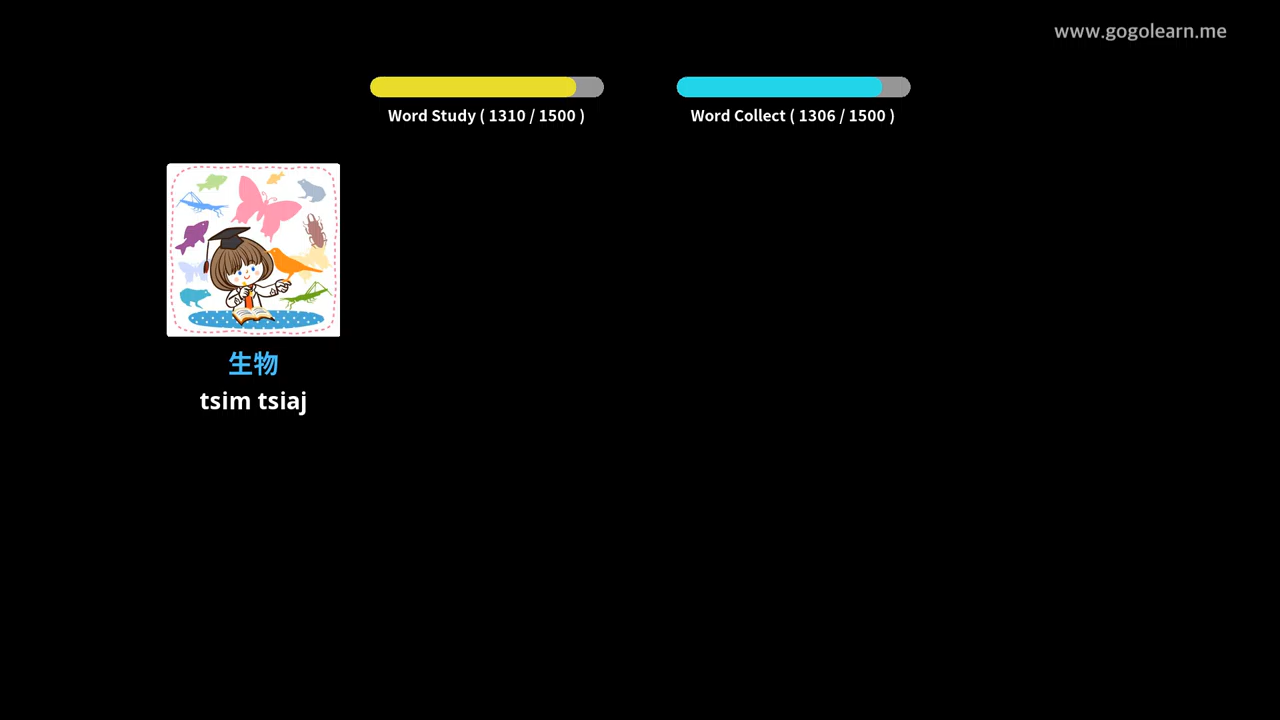 www.gogolearn.me
Word Study ( 1310 / 1500 )
Word Collect ( 1306 / 1500 )
生物
tsim tsiaj